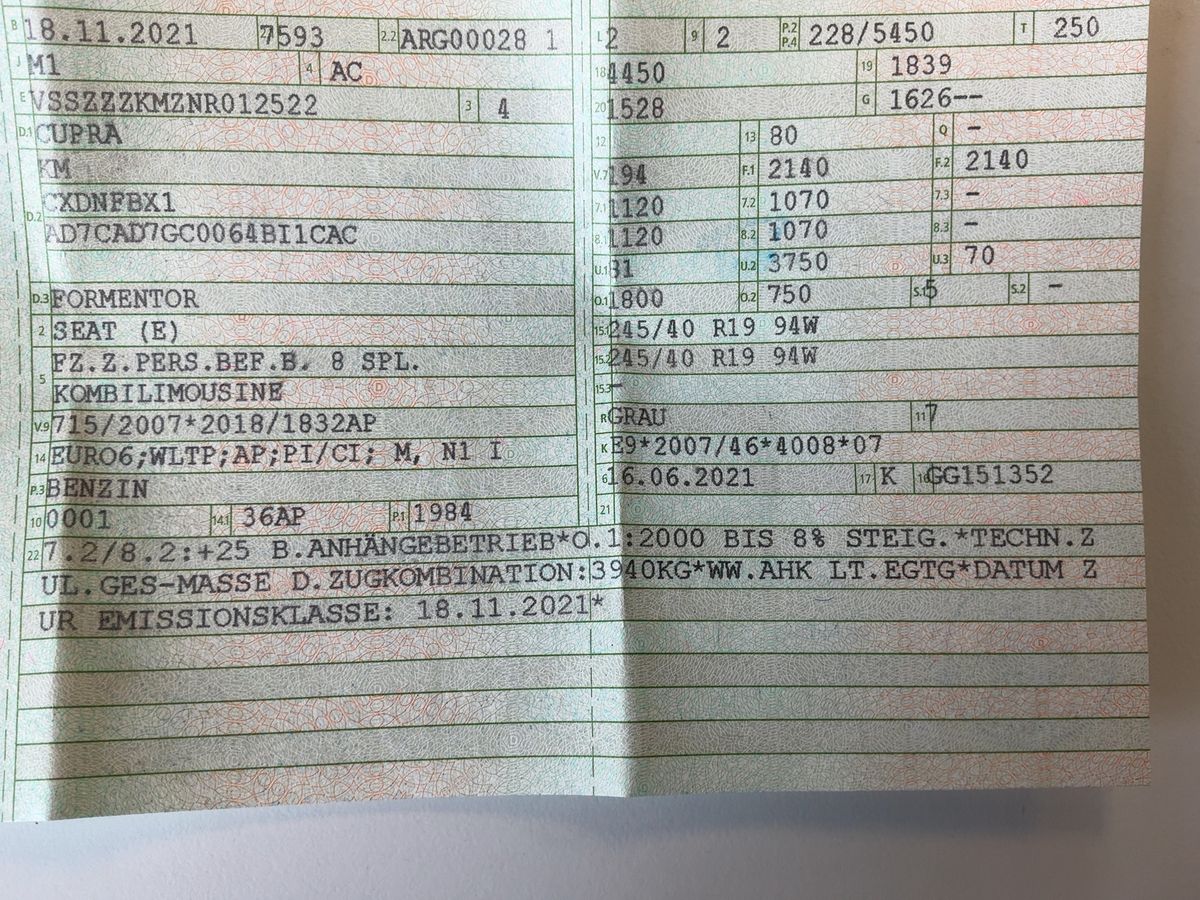 B 18.11.2021 7593 2.2 ARG00028 1
J M1 4 AC
E VSSZZZKMZNR012522 3 4
D.1 CUPRA
KM
D.2 CXDNFBX1
AD7CAD7GC0064BI1CAC
D.3 FORMENTOR
2 SEAT (E)
5 FZ.Z.PERS.BEF.B. 8 SPL.
KOMBILIMOUSINE
V.9 715/2007*2018/1832AP
14 EURO6;WLTP;AP;PI/CI; M, N1 I
P.3 BENZIN
10 0001 14.1 36AP P.1 1984
L 2 9 2 P.2 P.4 228/5450 T 250
18 4450 19 1839
20 1528 G 1626--
12 13 80 Q -
V.7 194 F.1 2140 F.2 2140
7.1 1120 7.2 1070 7.3 -
8.1 1120 8.2 1070 8.3 -
U.1 81 U.2 3750 U.3 70
O.1 1800 O.2 750 S.1 5 S.2 -
15.1 245/40 R19 94W
15.2 245/40 R19 94W
15.3 -
R GRAU 11 7
K E9*2007/46*4008*07
6 16.06.2021 17 K 16 GG151352
21
22 7.2/8.2:+25 B.ANHÄNGEBETRIEB*O.1:2000 BIS 8% STEIG.*TECHN.Z
UL.GES-MASSE D.ZUGKOMBINATION:3940KG*WW.AHK LT.EGTG*DATUM Z
UR EMISSIONSKLASSE: 18.11.2021*